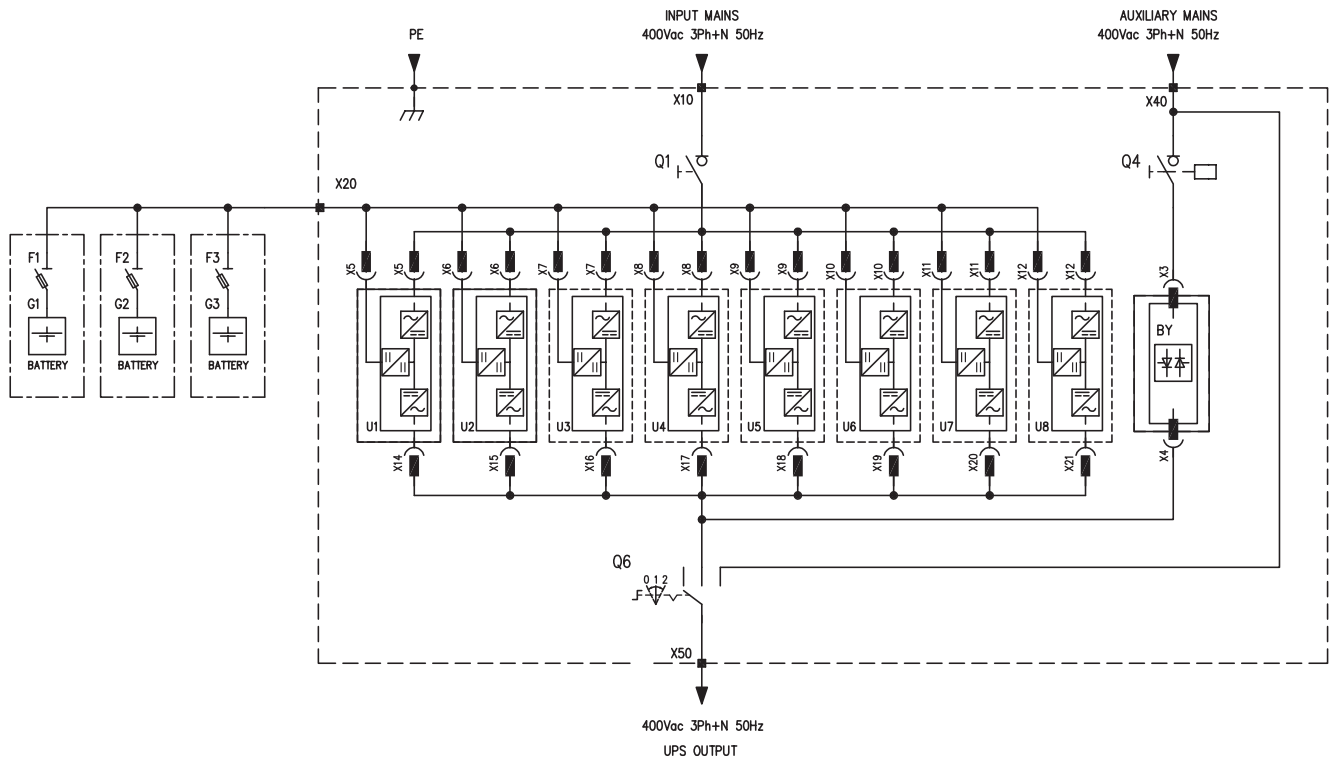 INPUT MAINS
400Vac 3Ph+N 50Hz
AUXILIARY MAINS
400Vac 3Ph+N 50Hz
PE
X10
X40
Q1
Q4
X20
F1
F2
F3
G1
G2
G3
BATTERY
BATTERY
BATTERY
X5
X5
X6
X6
X7
X7
X8
X8
X9
X9
X10
X10
X11
X11
X12
X12
X3
BY
U1
U2
U3
U4
U5
U6
U7
U8
X14
X15
X16
X17
X18
X19
X20
X21
X4
Q6
0 1 2
X50
400Vac 3Ph+N 50Hz
UPS OUTPUT